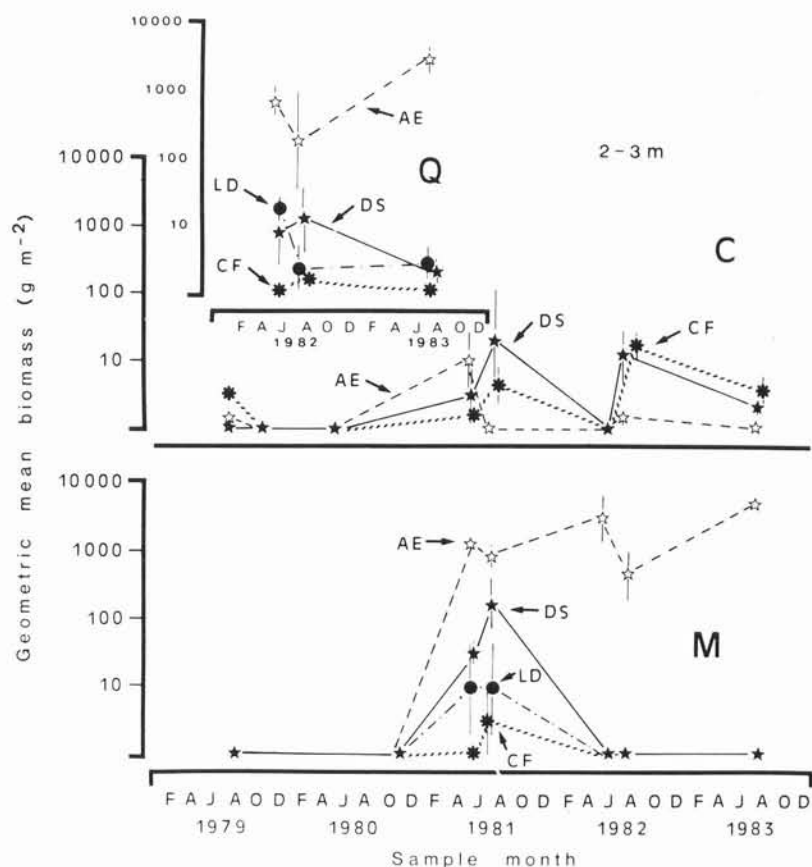 10000
1000
100
10
AE
LD
DS
CF
Q
F A J A O D F A J A O D
1982 1983
2-3 m
C
10000
1000
100
10
AE
DS
CF
Geometric mean biomass (g m⁻²)
10000
1000
100
10
AE
DS
LD
CF
M
F A J A O D F A J A O D F A J A O D F A J A O D F A J A O D
1979 1980 1981 1982 1983
Sample month